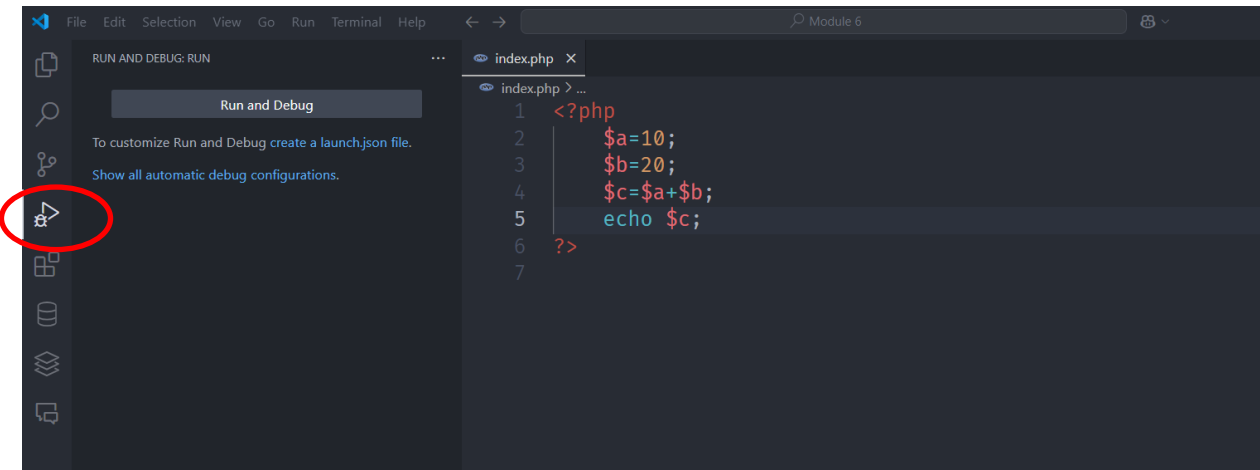 File Edit Selection View Go Run Terminal Help
Module 6
RUN AND DEBUG: RUN
Run and Debug
To customize Run and Debug create a launch.json file.
Show all automatic debug configurations.
index.php
index.php > ...
1 <?php
2 $a=10;
3 $b=20;
4 $c=$a+$b;
5 echo $c;
6 ?>
7